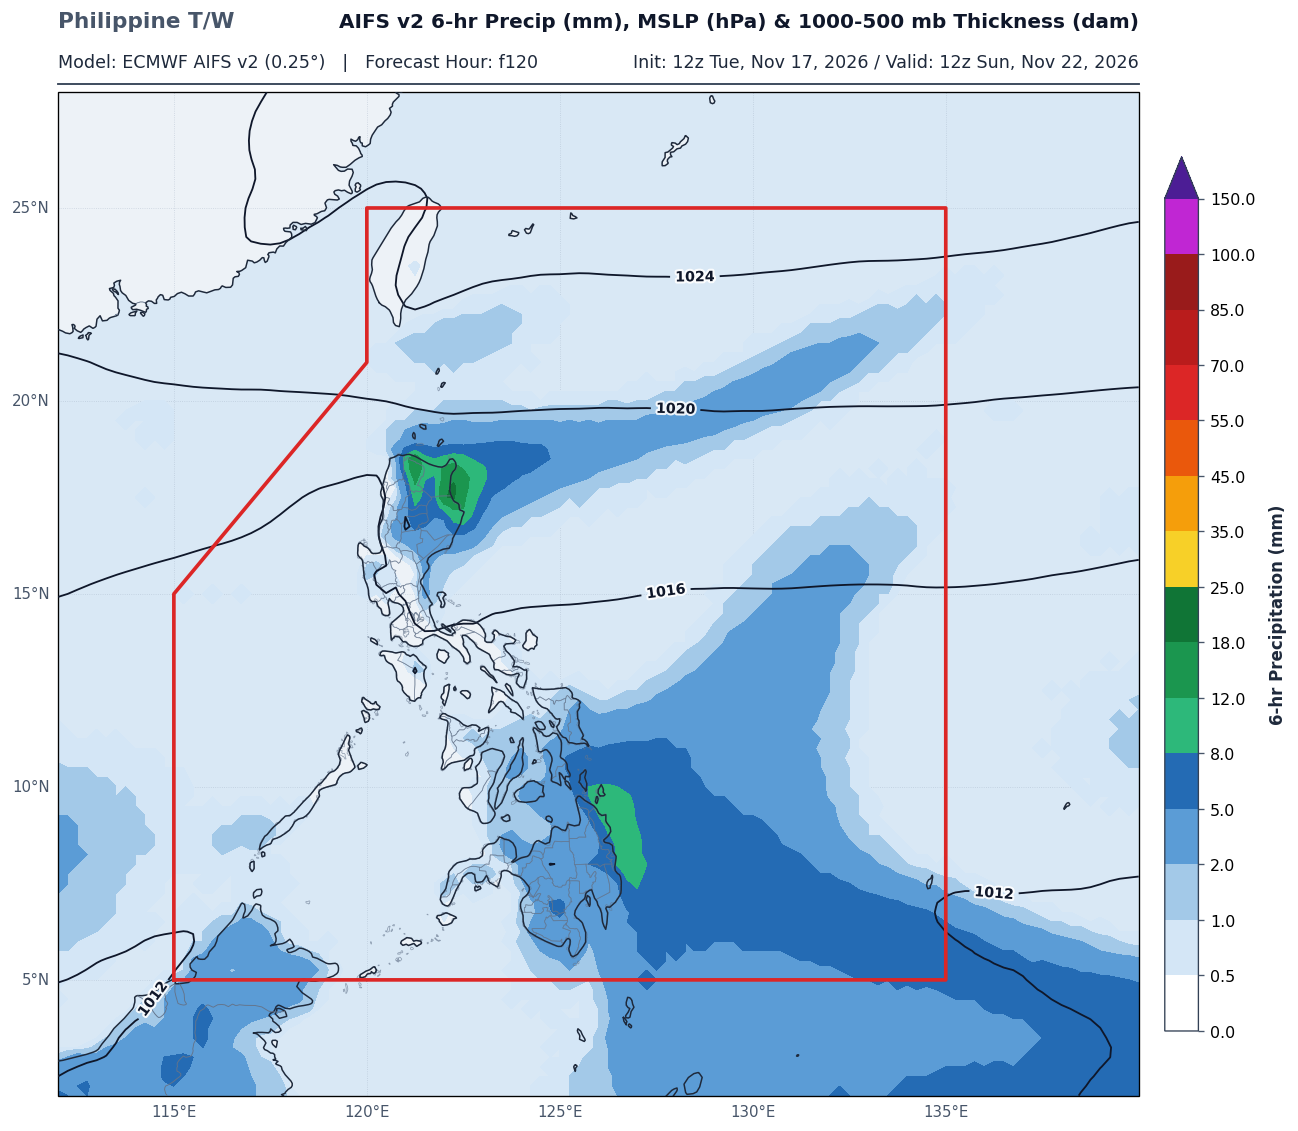 Philippine T/W
AIFS v2 6-hr Precip (mm), MSLP (hPa) & 1000-500 mb Thickness (dam)
Model: ECMWF AIFS v2 (0.25°) | Forecast Hour: f120
Init: 12z Tue, Nov 17, 2026 / Valid: 12z Sun, Nov 22, 2026
25°N
20°N
15°N
10°N
5°N
115°E
120°E
125°E
130°E
135°E
1024
1020
1016
1012
1012
150.0
100.0
85.0
70.0
55.0
45.0
35.0
25.0
18.0
12.0
8.0
5.0
2.0
1.0
0.5
0.0
6-hr Precipitation (mm)